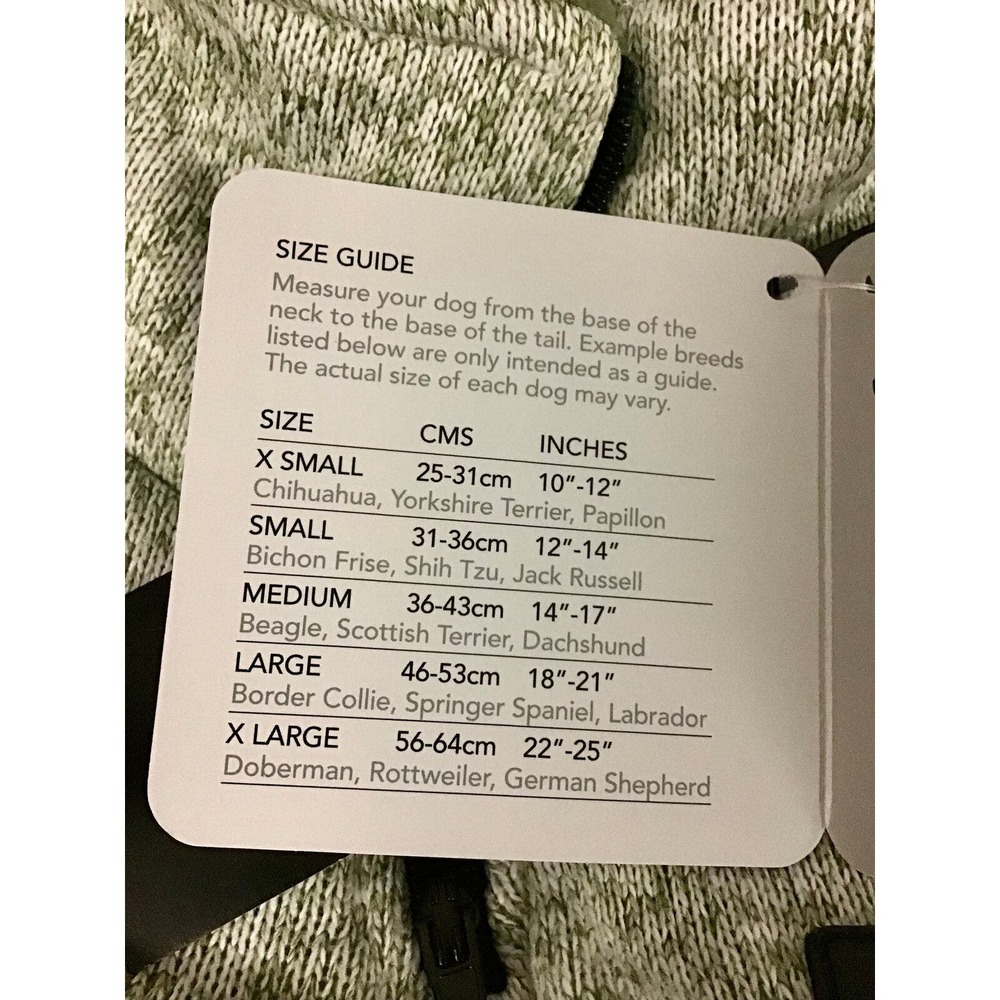 SIZE GUIDE
Measure your dog from the base of the
neck to the base of the tail. Example breeds
listed below are only intended as a guide.
The actual size of each dog may vary.
SIZE CMS INCHES
X SMALL 25-31cm 10”-12”
Chihuahua, Yorkshire Terrier, Papillon
SMALL 31-36cm 12”-14”
Bichon Frise, Shih Tzu, Jack Russell
MEDIUM 36-43cm 14”-17”
Beagle, Scottish Terrier, Dachshund
LARGE 46-53cm 18”-21”
Border Collie, Springer Spaniel, Labrador
X LARGE 56-64cm 22”-25”
Doberman, Rottweiler, German Shepherd